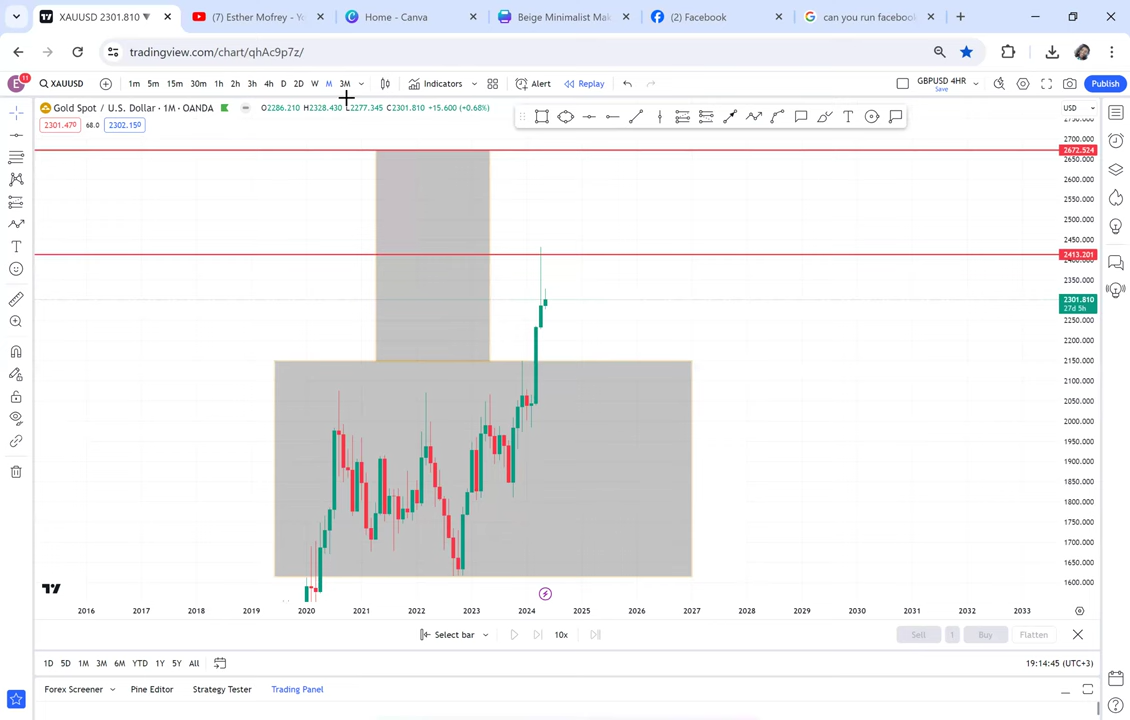 XAUUSD 2301.810
(7) Esther Mofrey - Yo
Home - Canva
Beige Minimalist Mak
(2) Facebook
can you run facebook
tradingview.com/chart/qhAc9p7z/
E
11
XAUUSD
1m 5m 15m 30m 1h 2h 3h 4h D 2D W M 3M
Indicators
Alert
Replay
GBPUSD 4HR
Save
Publish
Gold Spot / U.S. Dollar · 1M · OANDA
O2286.210 H2328.430 L2277.345 C2301.810 +15.600 (+0.68%)
USD
2301.470
68.0
2302.150
2700.000
2672.524
2650.000
2600.000
2550.000
2500.000
2450.000
2413.201
2350.000
2301.810
27d 5h
2250.000
2200.000
2150.000
2100.000
2050.000
2000.000
1950.000
1900.000
1850.000
1800.000
1750.000
1700.000
1650.000
1600.000
2016 2017 2018 2019 2020 2021 2022 2023 2024 2025 2026 2027 2028 2029 2030 2031 2032 2033
Select bar
10x
Sell
1
Buy
Flatten
1D 5D 1M 3M 6M YTD 1Y 5Y All
19:14:45 (UTC+3)
Forex Screener
Pine Editor
Strategy Tester
Trading Panel